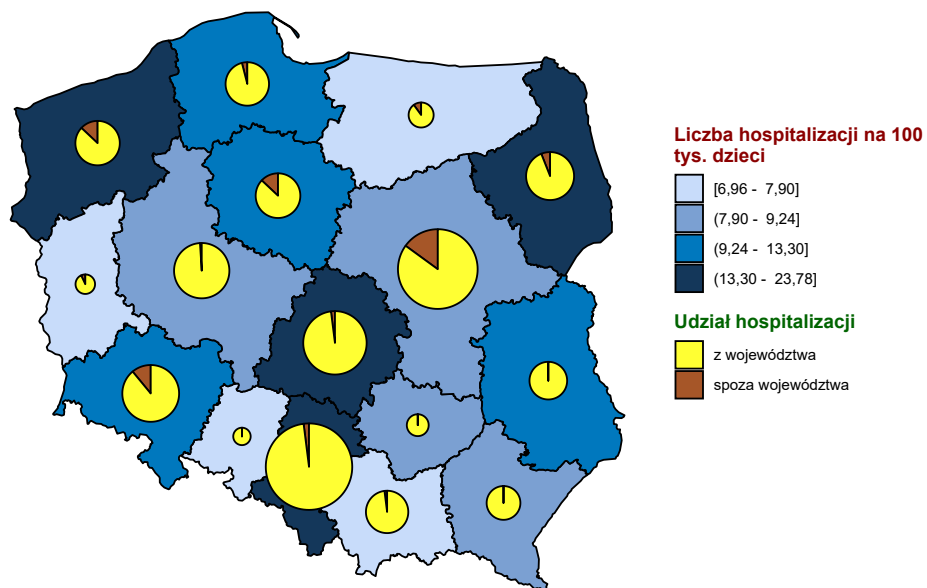 Liczba hospitalizacji na 100
tys. dzieci
[6,96 - 7,90]
(7,90 - 9,24]
(9,24 - 13,30]
(13,30 - 23,78]
Udział hospitalizacji
z województwa
spoza województwa